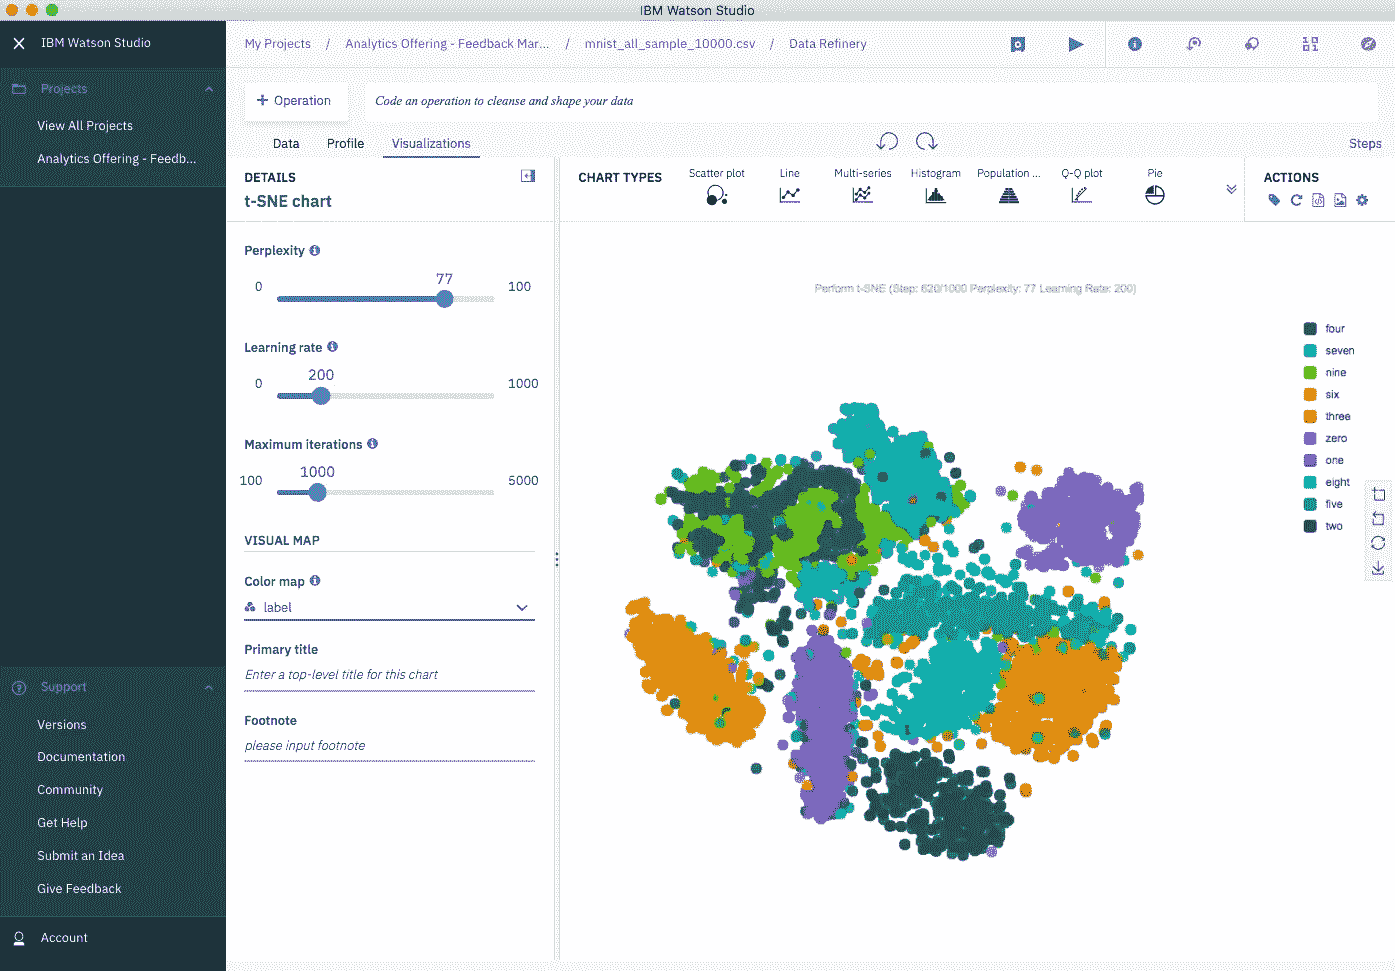 IBM Watson Studio
IBM Watson Studio
My Projects / Analytics Offering - Feedback Mar... / mnist_all_sample_10000.csv / Data Refinery
Projects
View All Projects
Analytics Offering - Feedb...
Support
Versions
Documentation
Community
Get Help
Submit an Idea
Give Feedback
Account
+ Operation
Code an operation to cleanse and shape your data
Data Profile Visualizations
Steps
DETAILS
t-SNE chart
Perplexity
77
0 100
Learning rate
200
0 1000
Maximum iterations
1000
100 5000
VISUAL MAP
Color map
label
Primary title
Enter a top-level title for this chart
Footnote
please input footnote
CHART TYPES
Scatter plot Line Multi-series Histogram Population ... Q-Q plot Pie
ACTIONS
Perform t-SNE (Step: 620/1000 Perplexity: 77 Learning Rate: 200)
four
seven
nine
six
three
zero
one
eight
five
two